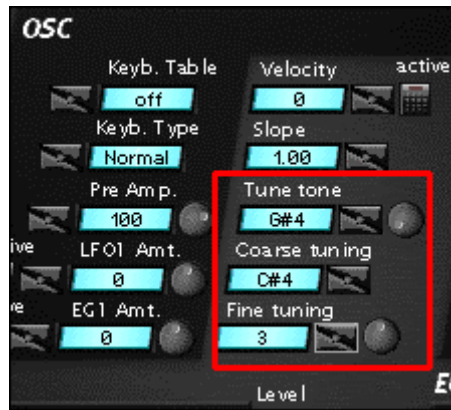 OSC
Keyb. Table Velocity active
off 0
Keyb. Type Slope
Normal 1.00
Pre Amp. Tune tone
100 G#4
ive LFO1 Amt. Coarse tuning
0 C#4
EG1 Amt. Fine tuning
0 3
Level